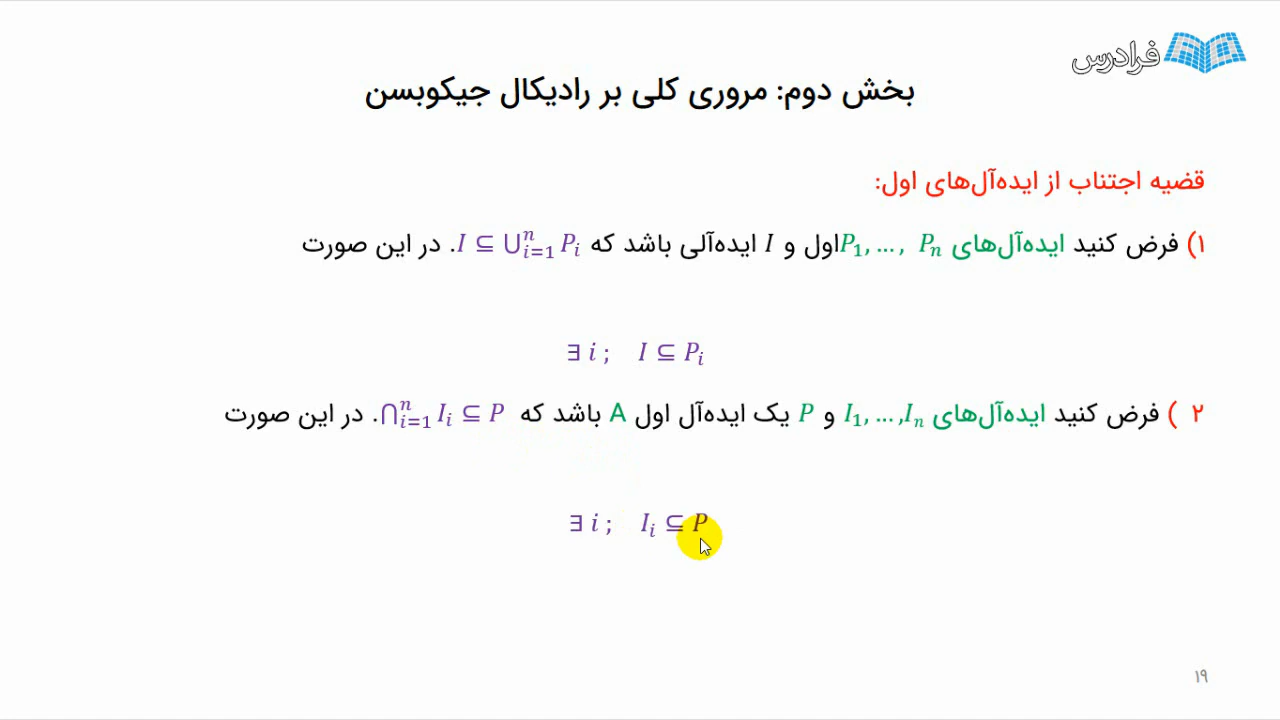 فرادرس
بخش دوم: مروری کلی بر رادیکال جیکوبسن
قضیه اجتناب از ایده‌آل‌های اول:
۱) فرض کنید ایده‌آل‌های P₁, …, Pₙ اول و I ایده‌آلی باشد که I ⊆ ⋃ⁿᵢ₌₁ Pᵢ. در این صورت
∃ i ; I ⊆ Pᵢ
۲ ) فرض کنید ایده‌آل‌های I₁, …,Iₙ و P یک ایده‌آل اول A باشد که ⋂ⁿᵢ₌₁ Iᵢ ⊆ P. در این صورت
∃ i ; Iᵢ ⊆ P
۱۹